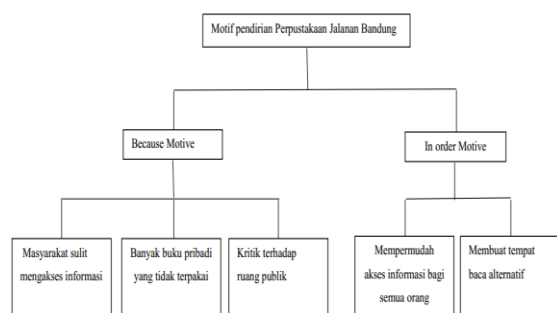 Motif pendirian Perpustakaan Jalanan Bandung
Because Motive
In order Motive
Masyarakat sulit
mengakses informasi
Banyak buku pribadi
yang tidak terpakai
Kritik terhadap
ruang publik
Mempermudah
akses informasi bagi
semua orang
Membuat tempat
baca alternatif